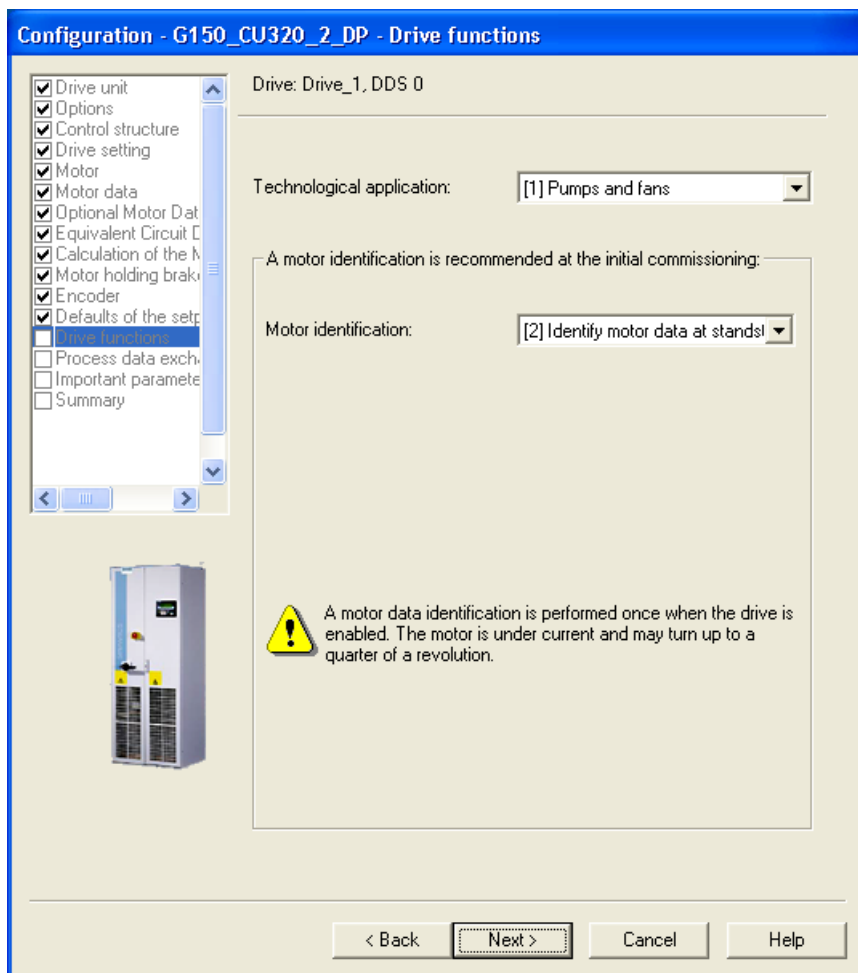 Configuration - G150_CU320_2_DP - Drive functions
Drive unit
Options
Control structure
Drive setting
Motor
Motor data
Optional Motor Dat
Equivalent Circuit D
Calculation of the M
Motor holding brak
Encoder
Defaults of the setp
Drive functions
Process data exch
Important paramete
Summary
Drive: Drive_1, DDS 0
Technological application:
[1] Pumps and fans
A motor identification is recommended at the initial commissioning:
Motor identification:
[2] Identify motor data at standsti
A motor data identification is performed once when the drive is
enabled. The motor is under current and may turn up to a
quarter of a revolution.
< Back
Next >
Cancel
Help